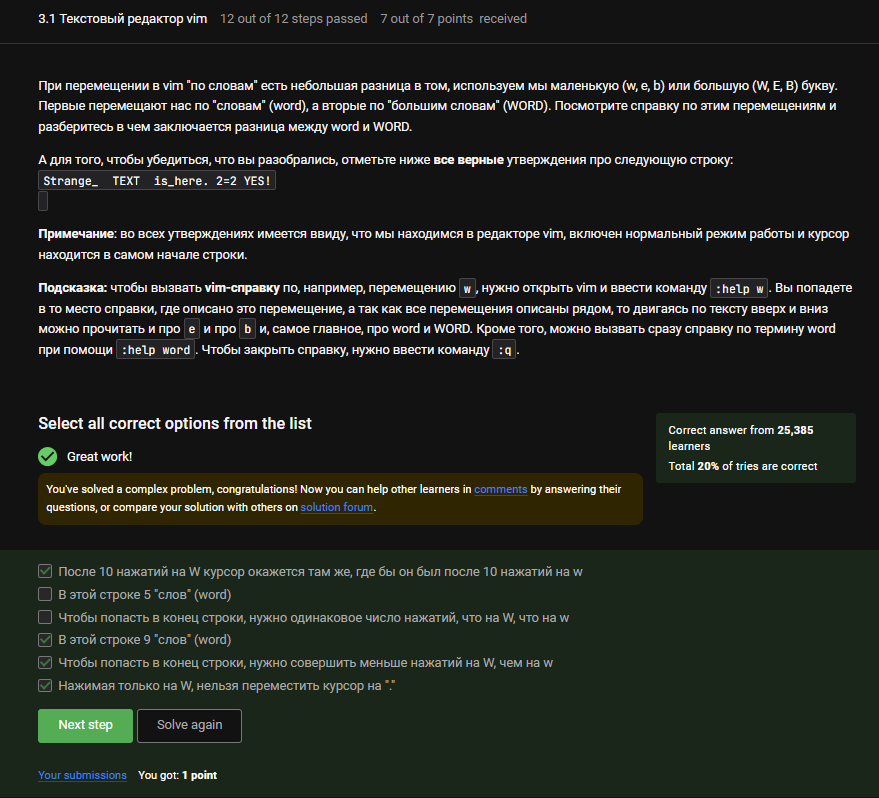 3.1 Текстовый редактор vim 12 out of 12 steps passed 7 out of 7 points received
При перемещении в vim "по словам" есть небольшая разница в том, используем мы маленькую (w, e, b) или большую (W, E, B) букву.
Первые перемещают нас по "словам" (word), а вторые по "большим словам" (WORD). Посмотрите справку по этим перемещениям и
разберитесь в чем заключается разница между word и WORD.
А для того, чтобы убедиться, что вы разобрались, отметьте ниже все верные утверждения про следующую строку:
Strange_  TEXT  is_here. 2=2 YES!
Примечание: во всех утверждениях имеется ввиду, что мы находимся в редакторе vim, включен нормальный режим работы и курсор
находится в самом начале строки.
Подсказка: чтобы вызвать vim-справку по, например, перемещению w, нужно открыть vim и ввести команду :help w. Вы попадете
в то место справки, где описано это перемещение, а так как все перемещения описаны рядом, то двигаясь по тексту вверх и вниз
можно прочитать и про e и про b и, самое главное, про word и WORD. Кроме того, можно вызвать сразу справку по термину word
при помощи :help word. Чтобы закрыть справку, нужно ввести команду :q.
Select all correct options from the list
Great work!
You've solved a complex problem, congratulations! Now you can help other learners in comments by answering their
questions, or compare your solution with others on solution forum.
Correct answer from 25,385
learners
Total 20% of tries are correct
После 10 нажатий на W курсор окажется там же, где бы он был после 10 нажатий на w
В этой строке 5 "слов" (word)
Чтобы попасть в конец строки, нужно одинаковое число нажатий, что на W, что на w
В этой строке 9 "слов" (word)
Чтобы попасть в конец строки, нужно совершить меньше нажатий на W, чем на w
Нажимая только на W, нельзя переместить курсор на "."
Next step Solve again
Your submissions You got: 1 point